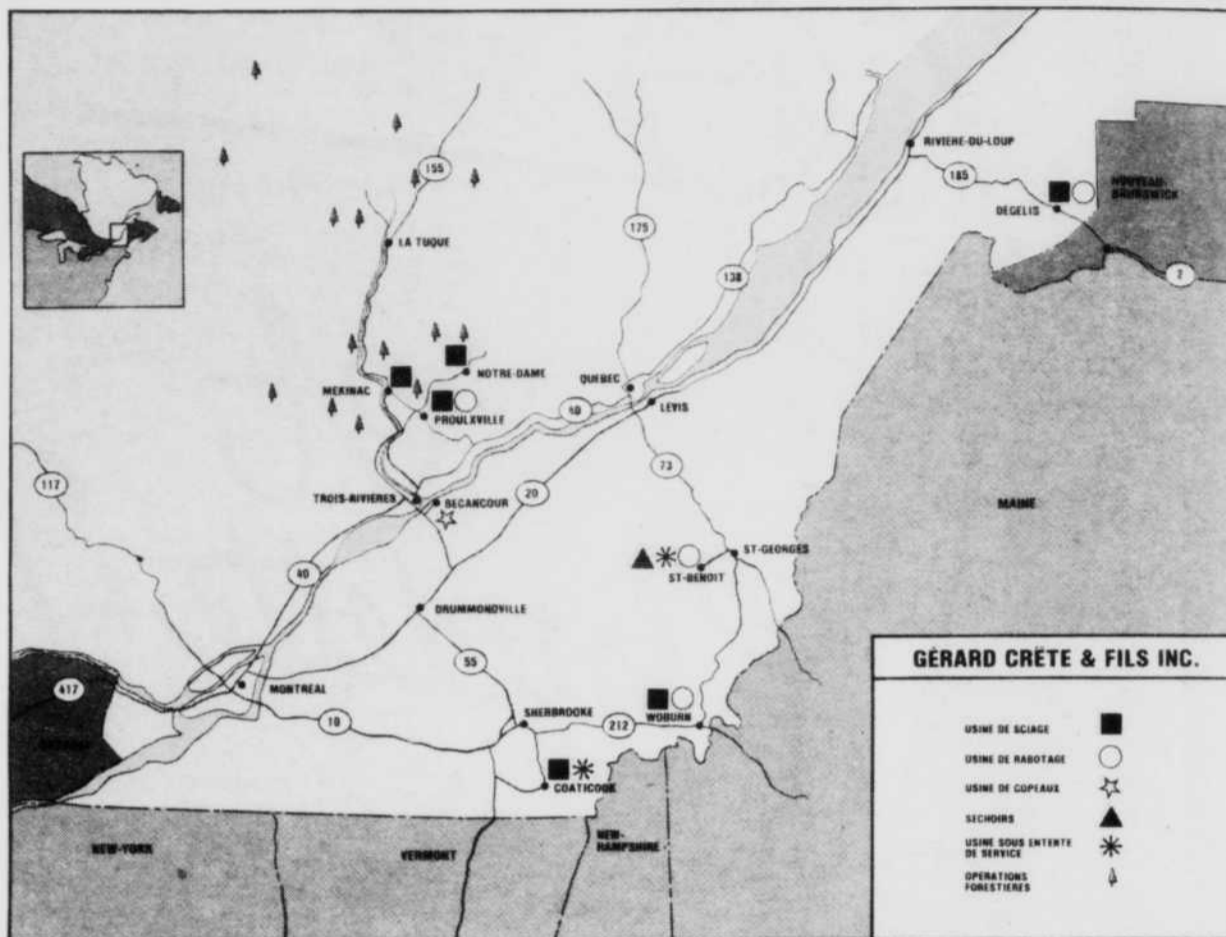 RIVIERE-DU-LOUP
155
185
NOUVEAU-
BRUNSWICK
DEGELIS
175
LA TUQUE
138
2
NOTRE-DAME
QUEBEC
MEKINAC
LEVIS
PROULXVILLE
40
73
117
20
TROIS-RIVIÈRES
BECANCOUR
MAINE
ST-GEORGES
40
ST-BENOIT
DRUMMONDVILLE
GÉRARD CRÊTE & FILS INC.
55
417
MONTREAL
10
SHERBROOKE
212
WOBURN
USINE DE SCIAGE
USINE DE RABOTAGE
COATICOOK
USINE DE COPEAUX
SECHOIRS
NEW-YORK
VERMONT
NEW-
HAMPSHIRE
USINE SOUS ENTENTE
DE SERVICE
OPERATIONS
FORESTIERES